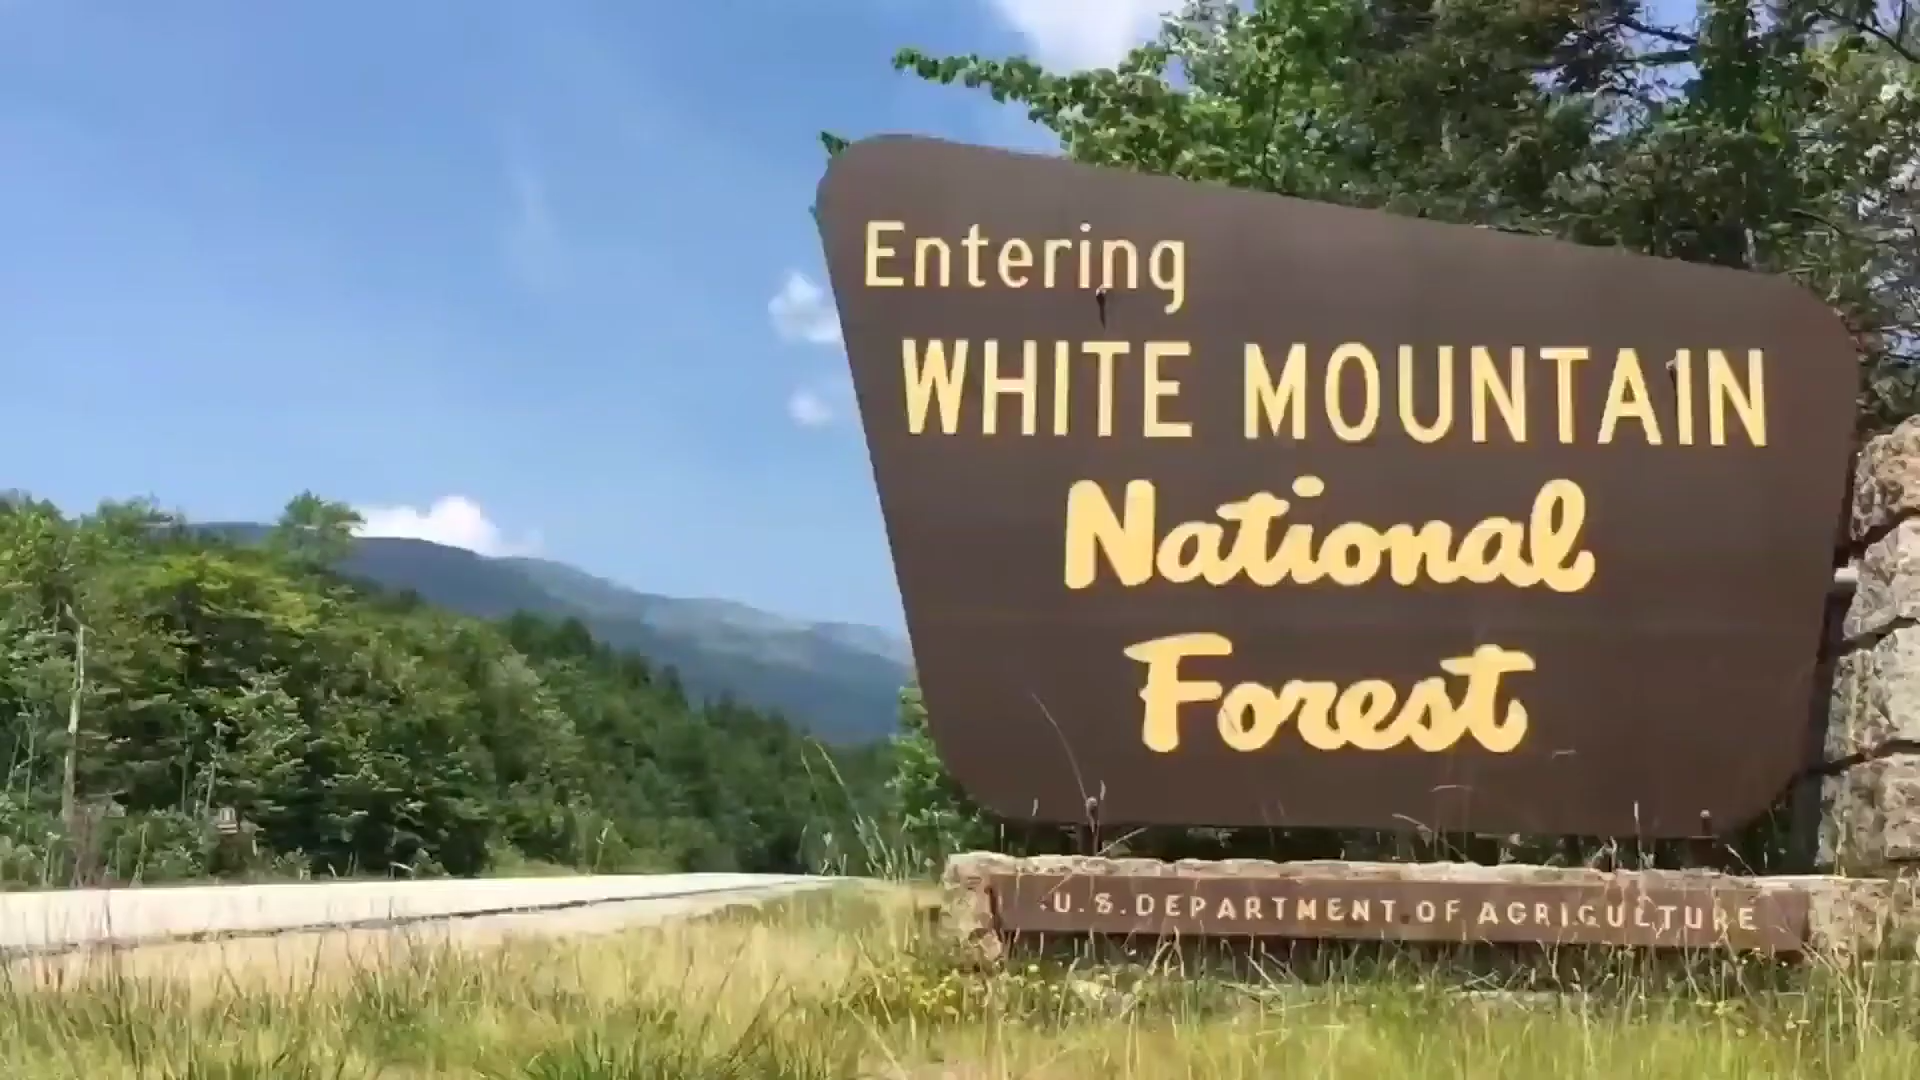 Entering
WHITE MOUNTAIN
National
Forest
U.S. DEPARTMENT OF AGRICULTURE